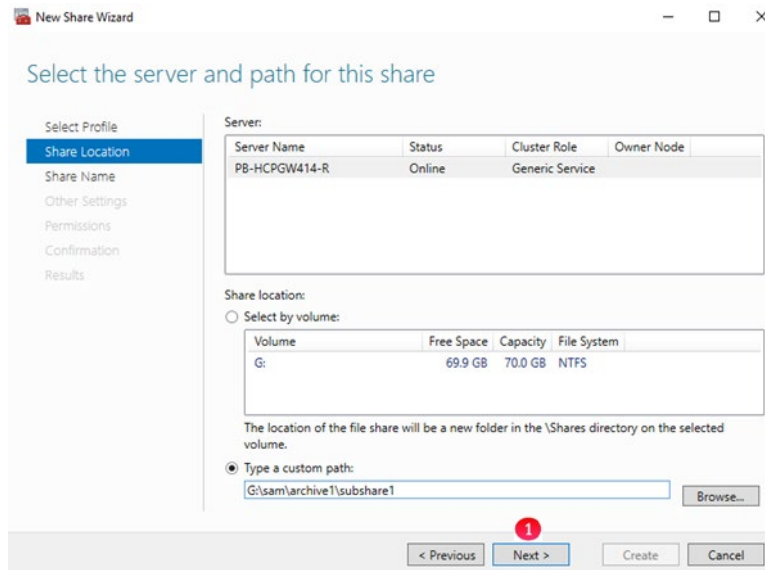 New Share Wizard
Select the server and path for this share
Select Profile
Share Location
Share Name
Other Settings
Permissions
Confirmation
Results
Server:
Server Name Status Cluster Role Owner Node
PB-HCPGW414-R Online Generic Service
Share location:
Select by volume:
Volume Free Space Capacity File System
G: 69.9 GB 70.0 GB NTFS
The location of the file share will be a new folder in the \Shares directory on the selected
volume.
Type a custom path:
G:\sam\archive1\subshare1
Browse...
1
< Previous Next > Create Cancel